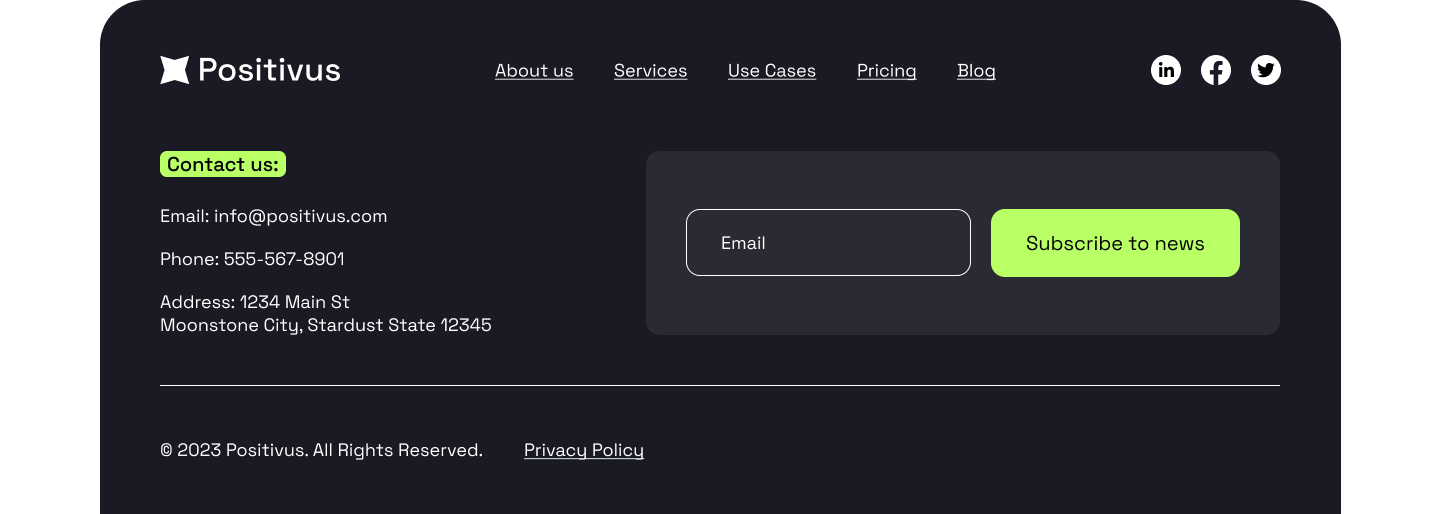 Positivus
About us
Services
Use Cases
Pricing
Blog
in
f
Contact us:
Email: info@positivus.com
Phone: 555-567-8901
Address: 1234 Main St
Moonstone City, Stardust State 12345
Email
Subscribe to news
© 2023 Positivus. All Rights Reserved.
Privacy Policy